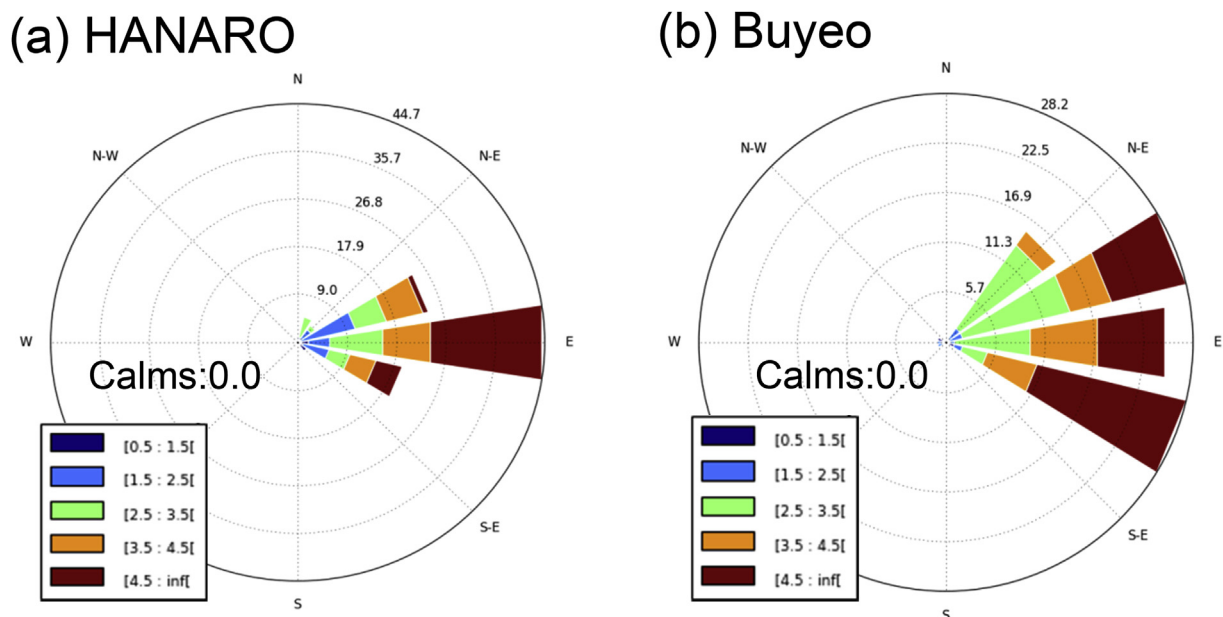 (a) HANARO
N
44.7
N-W
N-E
35.7
26.8
17.9
9.0
W
E
Calms:0.0
[0.5 : 1.5[
[1.5 : 2.5[
[2.5 : 3.5[
[3.5 : 4.5[
[4.5 : inf[
S-E
S
(b) Buyeo
N
28.2
N-W
N-E
22.5
16.9
11.3
5.7
W
E
Calms:0.0
[0.5 : 1.5[
[1.5 : 2.5[
[2.5 : 3.5[
[3.5 : 4.5[
[4.5 : inf[
S-E
S